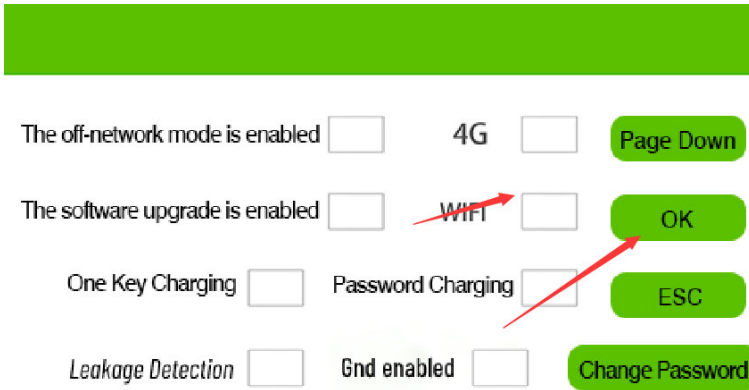 The off-network mode is enabled 4G Page Down
The software upgrade is enabled WIFI OK
One Key Charging Password Charging ESC
Leakage Detection Gnd enabled Change Password